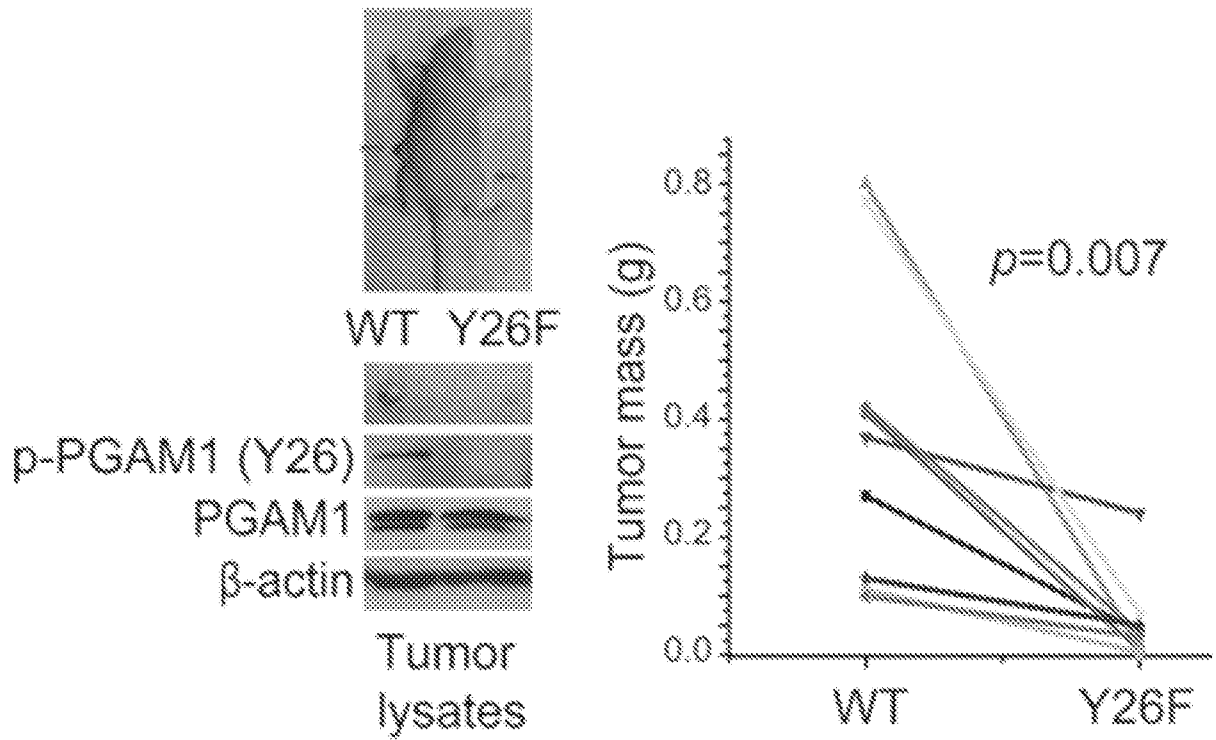 WT Y26F
p-PGAM1 (Y26)
PGAM1
β-actin
Tumor
lysates
Tumor mass (g)
0.8
0.6
0.4
0.2
0.0
p=0.007
WT Y26F